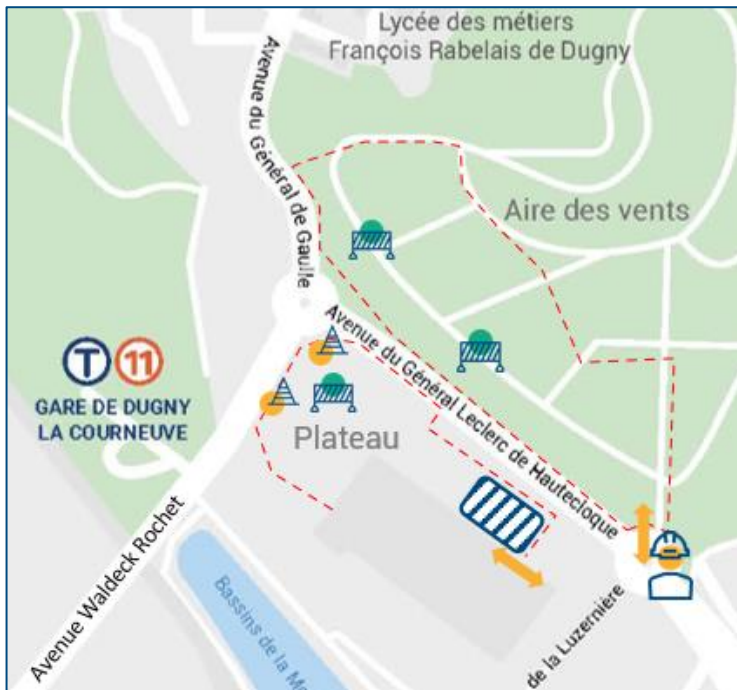 Lycée des métiers
François Rabelais de Dugny
Avenue du Général de Gaulle
Aire des vents
T 11
GARE DE DUGNY
LA COURNEUVE
Avenue du Général Leclerc de Hautecloque
Plateau
Avenue Waldeck Rochet
Bassins de la
de la Luzernière